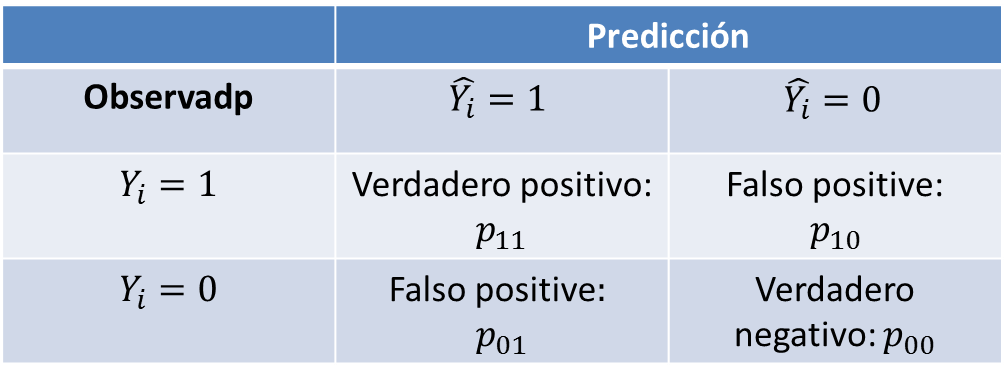 Predicción
Observadp
Ŷᵢ = 1
Ŷᵢ = 0
Yᵢ = 1
Verdadero positivo:
p₁₁
Falso positive:
p₁₀
Yᵢ = 0
Falso positive:
p₀₁
Verdadero
negativo: p₀₀